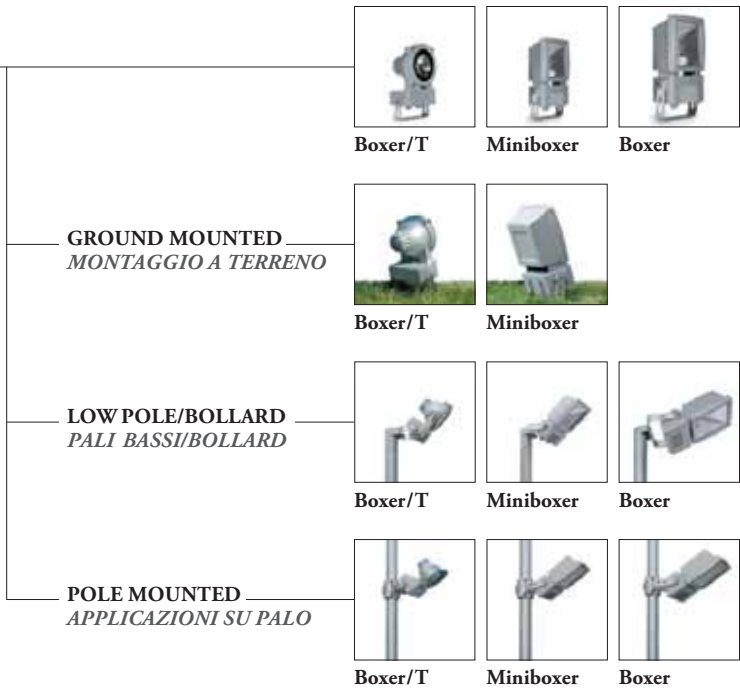 Boxer/T Miniboxer Boxer
GROUND MOUNTED
MONTAGGIO A TERRENO
Boxer/T Miniboxer
LOW POLE/BOLLARD
PALI BASSI/BOLLARD
Boxer/T Miniboxer Boxer
POLE MOUNTED
APPLICAZIONI SU PALO
Boxer/T Miniboxer Boxer